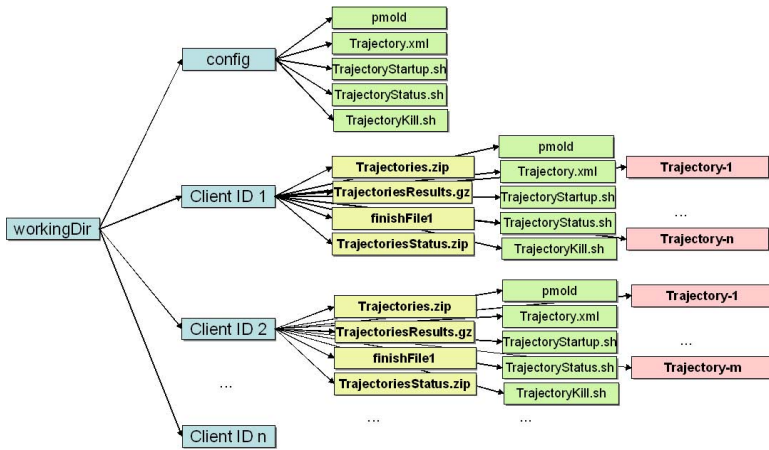 pmold
Trajectory.xml
config
TrajectoryStartup.sh
TrajectoryStatus.sh
TrajectoryKill.sh
pmold
Trajectories.zip
Trajectory.xml
Trajectory-1
Client ID 1
TrajectoriesResults.gz
TrajectoryStartup.sh
finishFile1
TrajectoryStatus.sh
...
workingDir
TrajectoriesStatus.zip
TrajectoryKill.sh
Trajectory-n
pmold
Trajectory-1
Trajectories.zip
Trajectory.xml
Client ID 2
TrajectoriesResults.gz
TrajectoryStartup.sh
...
finishFile1
TrajectoryStatus.sh
Trajectory-m
...
TrajectoriesStatus.zip
TrajectoryKill.sh
...
...
Client ID n